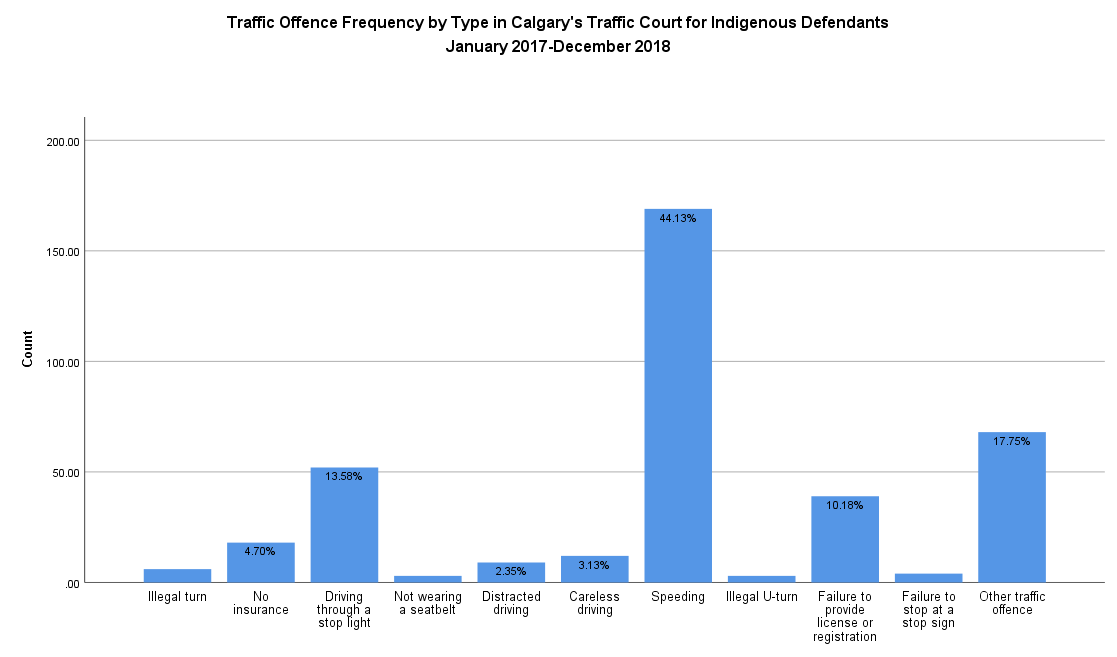 Traffic Offence Frequency by Type in Calgary's Traffic Court for Indigenous Defendants
January 2017-December 2018
Count
200.00
150.00
100.00
50.00
.00
4.70%
13.58%
2.35%
3.13%
44.13%
10.18%
17.75%
Illegal turn
No
insurance
Driving
through a
stop light
Not wearing
a seatbelt
Distracted
driving
Careless
driving
Speeding
Illegal U-turn
Failure to
provide
license or
registration
Failure to
stop at a
stop sign
Other traffic
offence